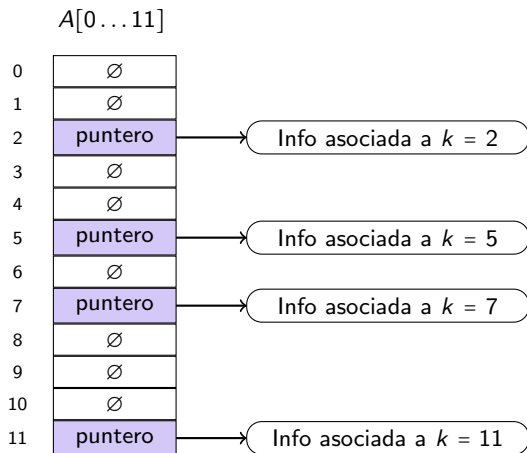 A[0...11]
0 ∅
1 ∅
2 puntero Info asociada a k = 2
3 ∅
4 ∅
5 puntero Info asociada a k = 5
6 ∅
7 puntero Info asociada a k = 7
8 ∅
9 ∅
10 ∅
11 puntero Info asociada a k = 11